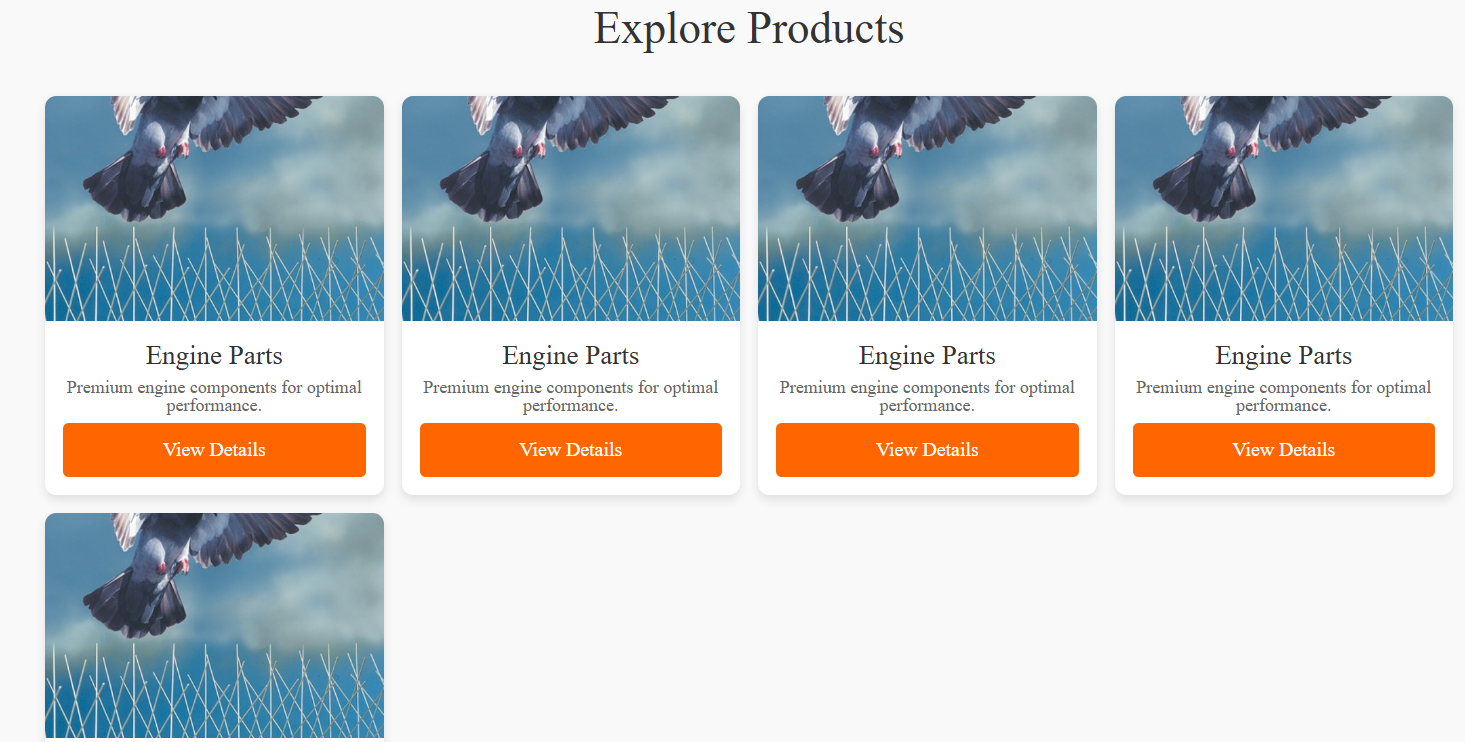 Explore Products
Engine Parts
Premium engine components for optimal
performance.
View Details
Engine Parts
Premium engine components for optimal
performance.
View Details
Engine Parts
Premium engine components for optimal
performance.
View Details
Engine Parts
Premium engine components for optimal
performance.
View Details